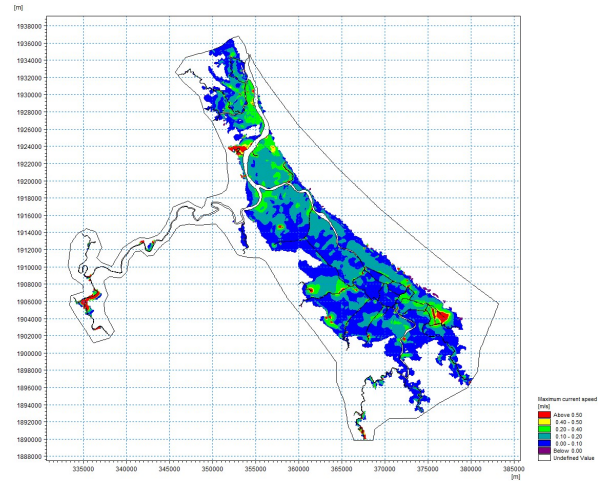 [m]
1938000
1936000
1934000
1932000
1930000
1928000
1926000
1924000
1922000
1920000
1918000
1916000
1914000
1912000
1910000
1908000
1906000
1904000
1902000
1900000
1898000
1896000
1894000
1892000
1890000
1888000
335000 340000 345000 350000 355000 360000 365000 370000 375000 380000 385000
[m]
Maximum current speed
[m/s]
Above 0.50
0.40 - 0.50
0.20 - 0.40
0.10 - 0.20
0.00 - 0.10
Below 0.00
Undefined Value